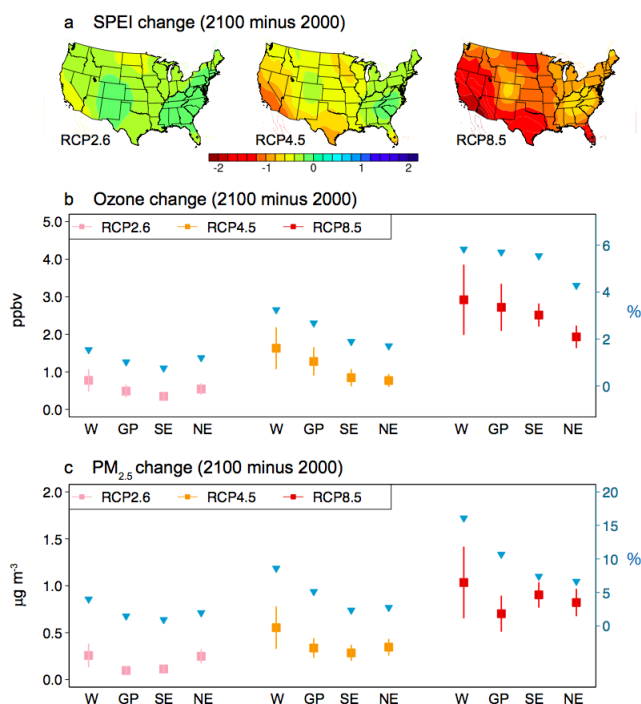 a SPEI change (2100 minus 2000)
RCP2.6 RCP4.5 RCP8.5
-2 -1 0 1 2
b Ozone change (2100 minus 2000)
RCP2.6 RCP4.5 RCP8.5
5.0
4.0
3.0
2.0
1.0
0.0
ppbv
6
4
2
0
%
W GP SE NE W GP SE NE W GP SE NE
c PM2.5 change (2100 minus 2000)
RCP2.6 RCP4.5 RCP8.5
2.0
1.5
1.0
0.5
0.0
µg m-3
20
15
10
5
0
%
W GP SE NE W GP SE NE W GP SE NE